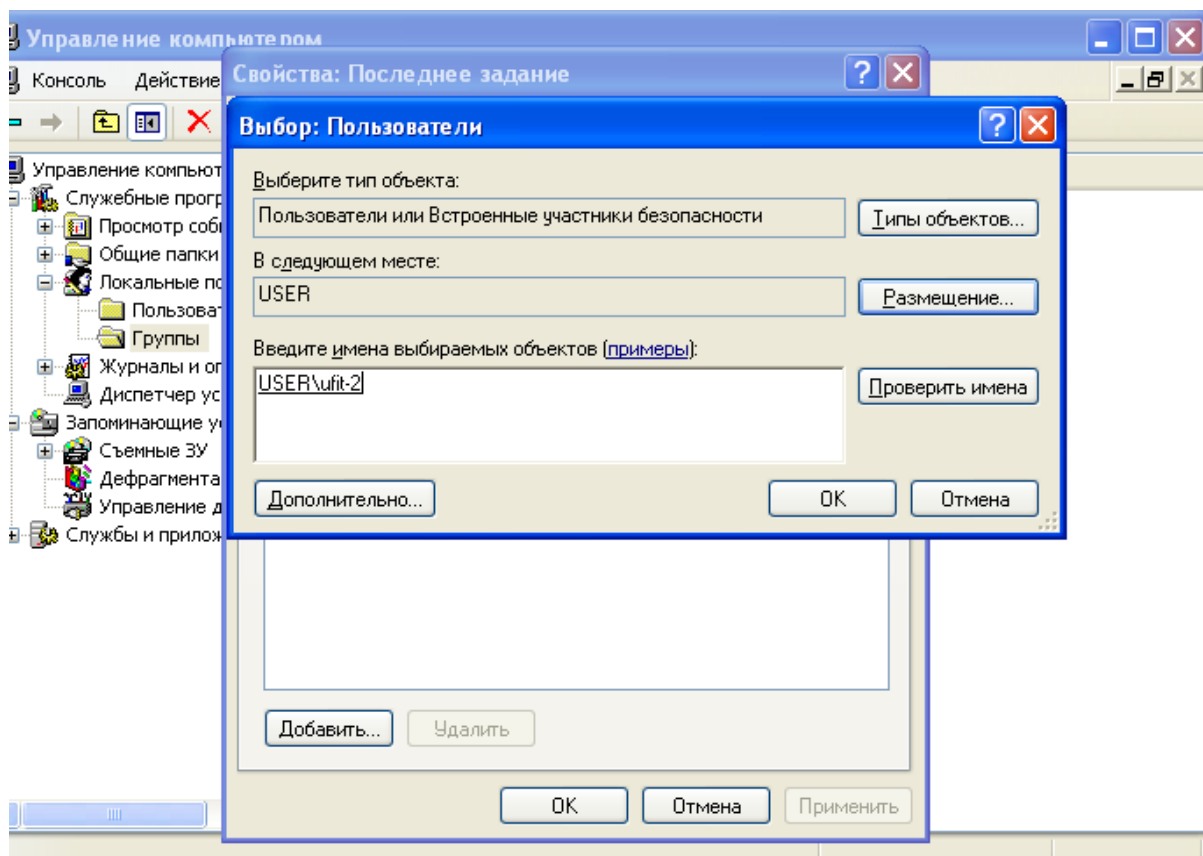 Управление компьютером
Консоль Действие
Свойства: Последнее задание
Выбор: Пользователи
Выберите тип объекта:
Пользователи или Встроенные участники безопасности
Типы объектов...
В следующем месте:
USER
Размещение...
Введите имена выбираемых объектов (примеры):
USER\ufit-2
Проверить имена
Дополнительно...
OK
Отмена
Управление компьют
Служебные прогр
Просмотр собы
Общие папки
Локальные по
Пользоват
Группы
Журналы и оп
Диспетчер ус
Запоминающие ус
Съемные ЗУ
Дефрагмента
Управление д
Службы и прилож
Добавить...
Удалить
OK
Отмена
Применить